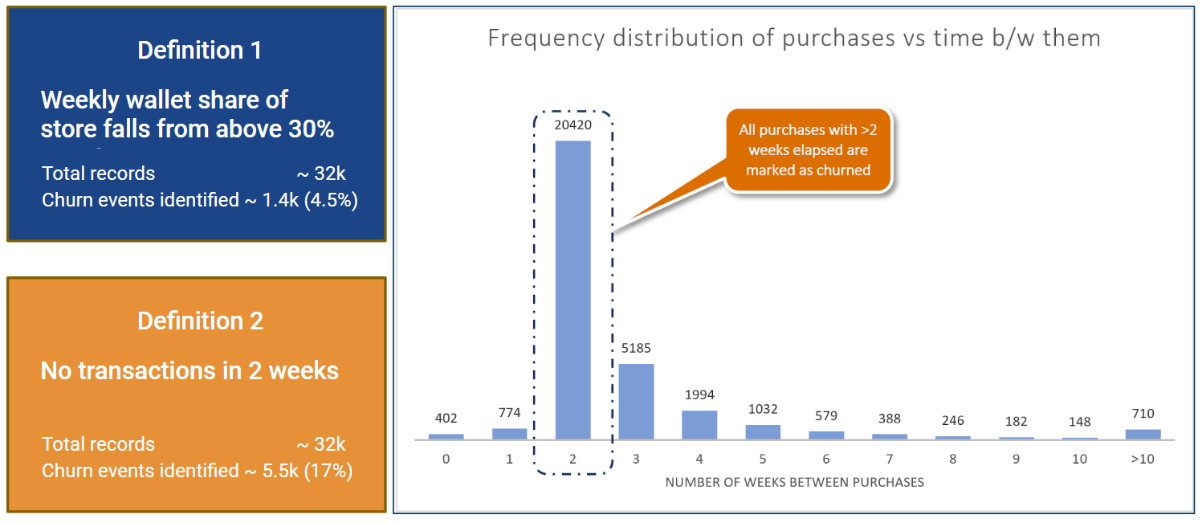 Definition 1
Weekly wallet share of
store falls from above 30%
Total records ~ 32k
Churn events identified ~ 1.4k (4.5%)
Definition 2
No transactions in 2 weeks
Total records ~ 32k
Churn events identified ~ 5.5k (17%)
Frequency distribution of purchases vs time b/w them
All purchases with >2
weeks elapsed are
marked as churned
402 774 20420 5185 1994 1032 579 388 246 182 148 710
0 1 2 3 4 5 6 7 8 9 10 >10
NUMBER OF WEEKS BETWEEN PURCHASES